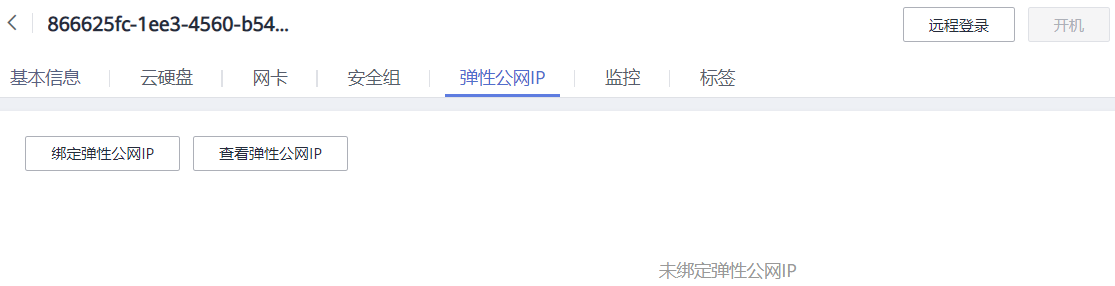 866625fc-1ee3-4560-b54... 远程登录 开机
基本信息 云硬盘 网卡 安全组 弹性公网IP 监控 标签
绑定弹性公网IP 查看弹性公网IP
未绑定弹性公网IP